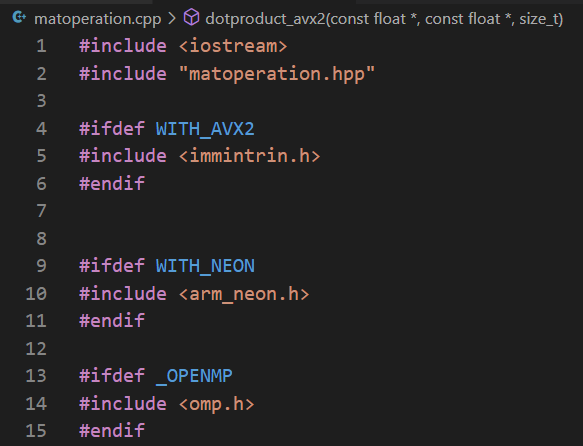 matoperation.cpp > dotproduct_avx2(const float *, const float *, size_t)
1 #include <iostream>
2 #include "matoperation.hpp"
3
4 #ifdef WITH_AVX2
5 #include <immintrin.h>
6 #endif
7
8
9 #ifdef WITH_NEON
10 #include <arm_neon.h>
11 #endif
12
13 #ifdef _OPENMP
14 #include <omp.h>
15 #endif